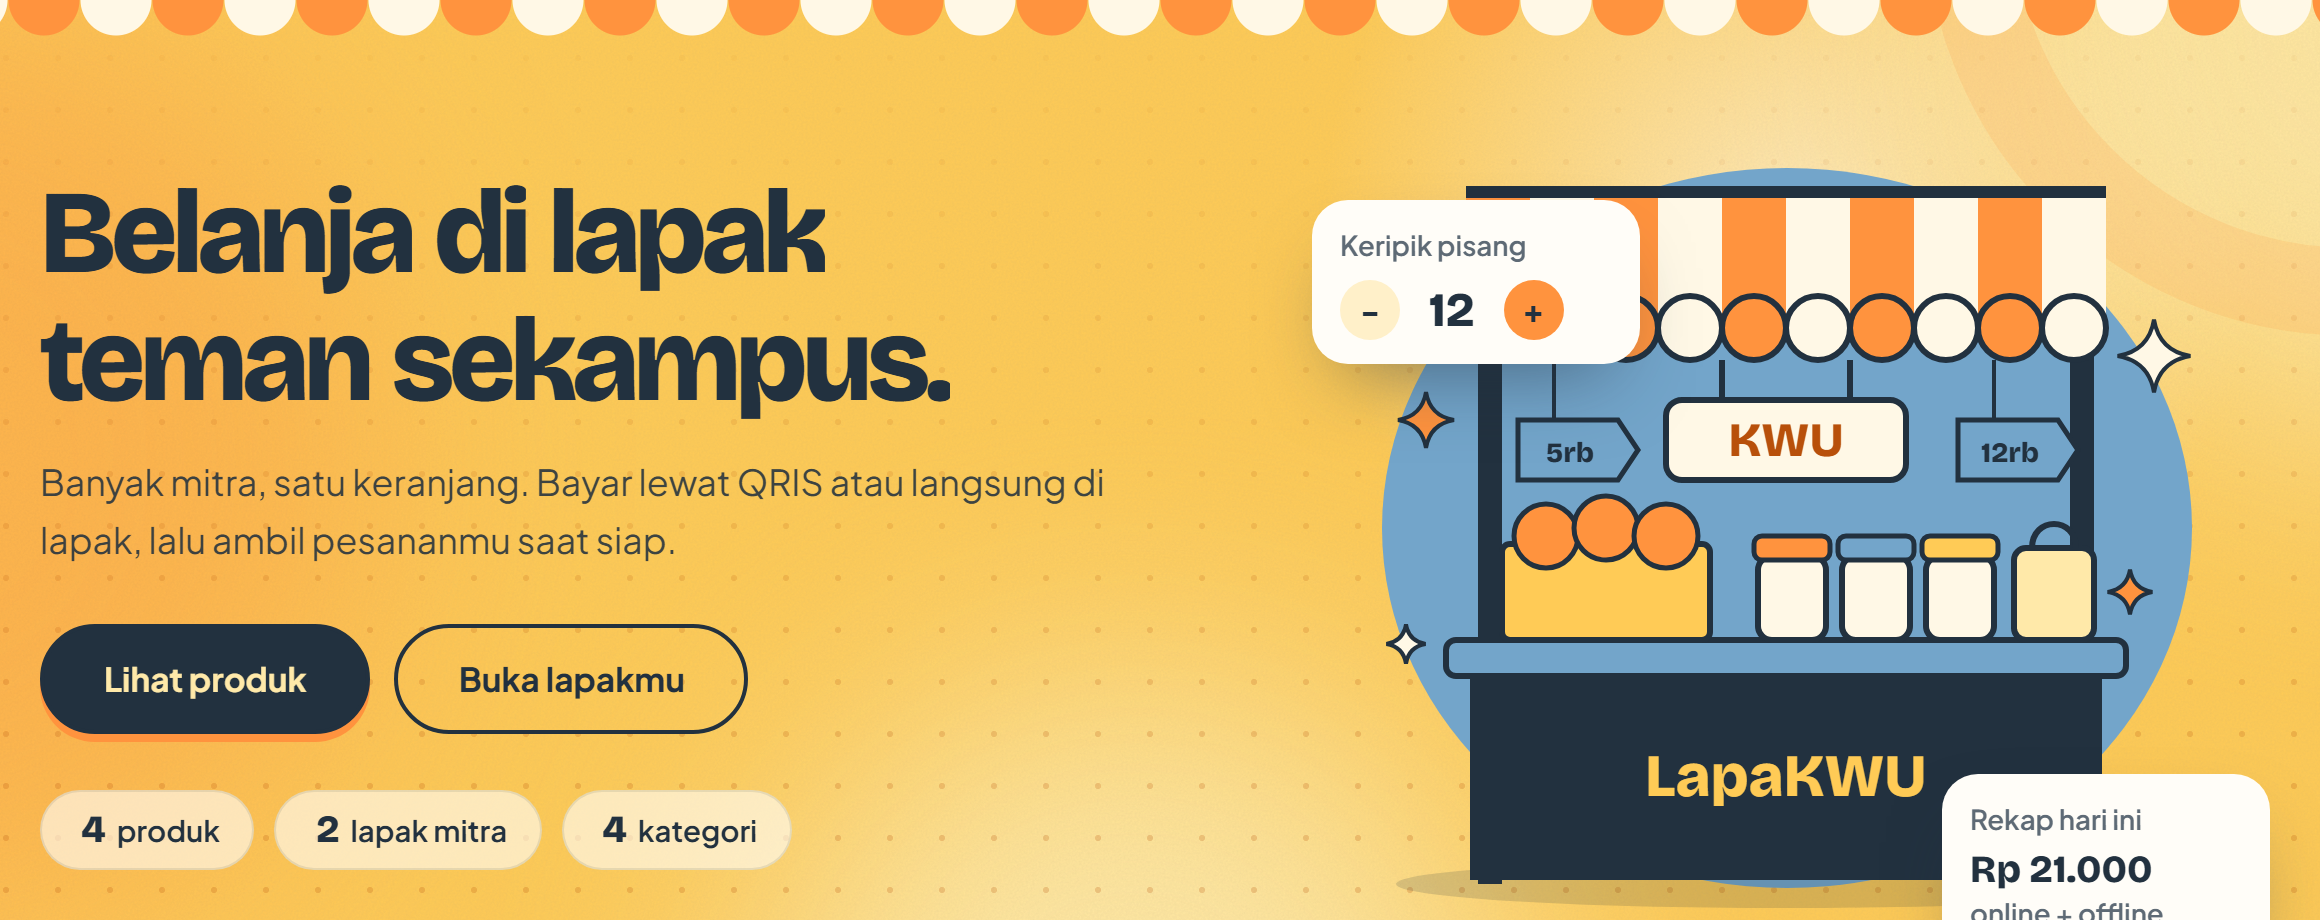 Belanja di lapak
teman sekampus.
Banyak mitra, satu keranjang. Bayar lewat QRIS atau langsung di
lapak, lalu ambil pesananmu saat siap.
Lihat produk
Buka lapakmu
4 produk
2 lapak mitra
4 kategori
Keripik pisang
- 12 +
5rb
KWU
12rb
LapaKWU
Rekap hari ini
Rp 21.000
online + offline